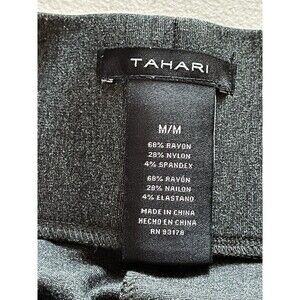 TAHARI
M/M
68% RAYON
28% NYLON
4% SPANDEX
68% RAYÓN
28% NAILON
4% ELASTANO
MADE IN CHINA
HECHO EN CHINA
RN 93178